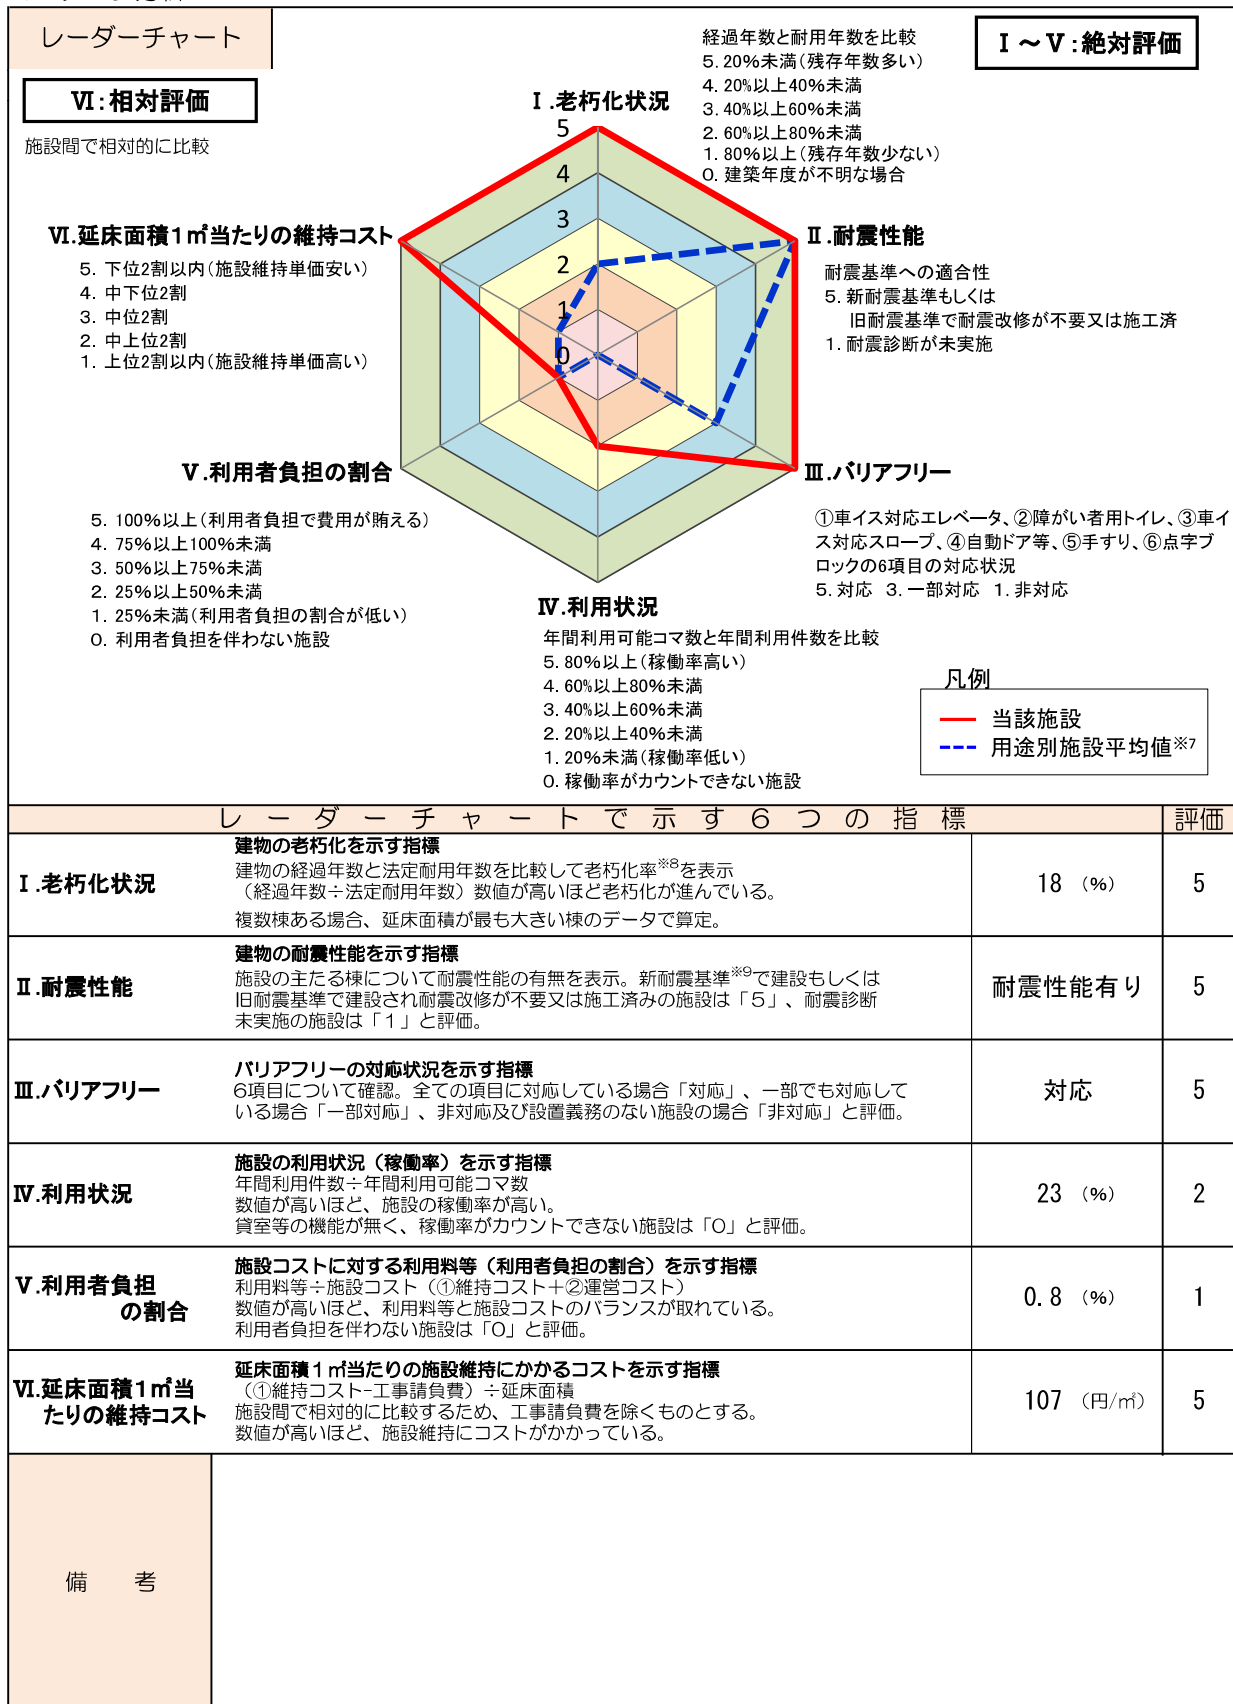 レーダーチャート
Ⅰ～Ⅴ:絶対評価
Ⅵ:相対評価
施設間で相対的に比較
Ⅰ.老朽化状況
経過年数と耐用年数を比較
5. 20%未満(残存年数多い)
4. 20%以上40%未満
3. 40%以上60%未満
2. 60%以上80%未満
1. 80%以上(残存年数少ない)
0. 建築年度が不明な場合
5
4
3
2
1
0
Ⅱ.耐震性能
耐震基準への適合性
5. 新耐震基準もしくは
旧耐震基準で耐震改修が不要又は施工済
1. 耐震診断が未実施
Ⅵ.延床面積1㎡当たりの維持コスト
5. 下位2割以内(施設維持単価安い)
4. 中下位2割
3. 中位2割
2. 中上位2割
1. 上位2割以内(施設維持単価高い)
Ⅴ.利用者負担の割合
5. 100%以上(利用者負担で費用が賄える)
4. 75%以上100%未満
3. 50%以上75%未満
2. 25%以上50%未満
1. 25%未満(利用者負担の割合が低い)
0. 利用者負担を伴わない施設
Ⅲ.バリアフリー
①車イス対応エレベータ、②障がい者用トイレ、③車イ
ス対応スロープ、④自動ドア等、⑤手すり、⑥点字ブ
ロックの6項目の対応状況
5. 対応 3. 一部対応 1. 非対応
Ⅳ.利用状況
年間利用可能コマ数と年間利用件数を比較
5. 80%以上(稼働率高い)
4. 60%以上80%未満
3. 40%以上60%未満
2. 20%以上40%未満
1. 20%未満(稼働率低い)
0. 稼働率がカウントできない施設
凡例
当該施設
用途別施設平均値※7
レーダーチャートで示す6つの指標 評価
Ⅰ.老朽化状況
建物の老朽化を示す指標
建物の経過年数と法定耐用年数を比較して老朽化率※8を表示
（経過年数÷法定耐用年数）数値が高いほど老朽化が進んでいる。
複数棟ある場合、延床面積が最も大きい棟のデータで算定。
18 (%) 5
Ⅱ.耐震性能
建物の耐震性能を示す指標
施設の主たる棟について耐震性能の有無を表示。新耐震基準※9で建設もしくは
旧耐震基準で建設され耐震改修が不要又は施工済みの施設は「5」、耐震診断
未実施の施設は「1」と評価。
耐震性能有り 5
Ⅲ.バリアフリー
バリアフリーの対応状況を示す指標
6項目について確認。全ての項目に対応している場合「対応」、一部でも対応して
いる場合「一部対応」、非対応及び設置義務のない施設の場合「非対応」と評価。
対応 5
Ⅳ.利用状況
施設の利用状況（稼働率）を示す指標
年間利用件数÷年間利用可能コマ数
数値が高いほど、施設の稼働率が高い。
貸室等の機能が無く、稼働率がカウントできない施設は「0」と評価。
23 (%) 2
Ⅴ.利用者負担
の割合
施設コストに対する利用料等（利用者負担の割合）を示す指標
利用料等÷施設コスト（①維持コスト＋②運営コスト）
数値が高いほど、利用料等と施設コストのバランスが取れている。
利用者負担を伴わない施設は「0」と評価。
0.8 (%) 1
Ⅵ.延床面積1㎡当
たりの維持コスト
延床面積1㎡当たりの施設維持にかかるコストを示す指標
（①維持コスト-工事請負費）÷延床面積
施設間で相対的に比較するため、工事請負費を除くものとする。
数値が高いほど、施設維持にコストがかかっている。
107 (円/㎡) 5
備 考